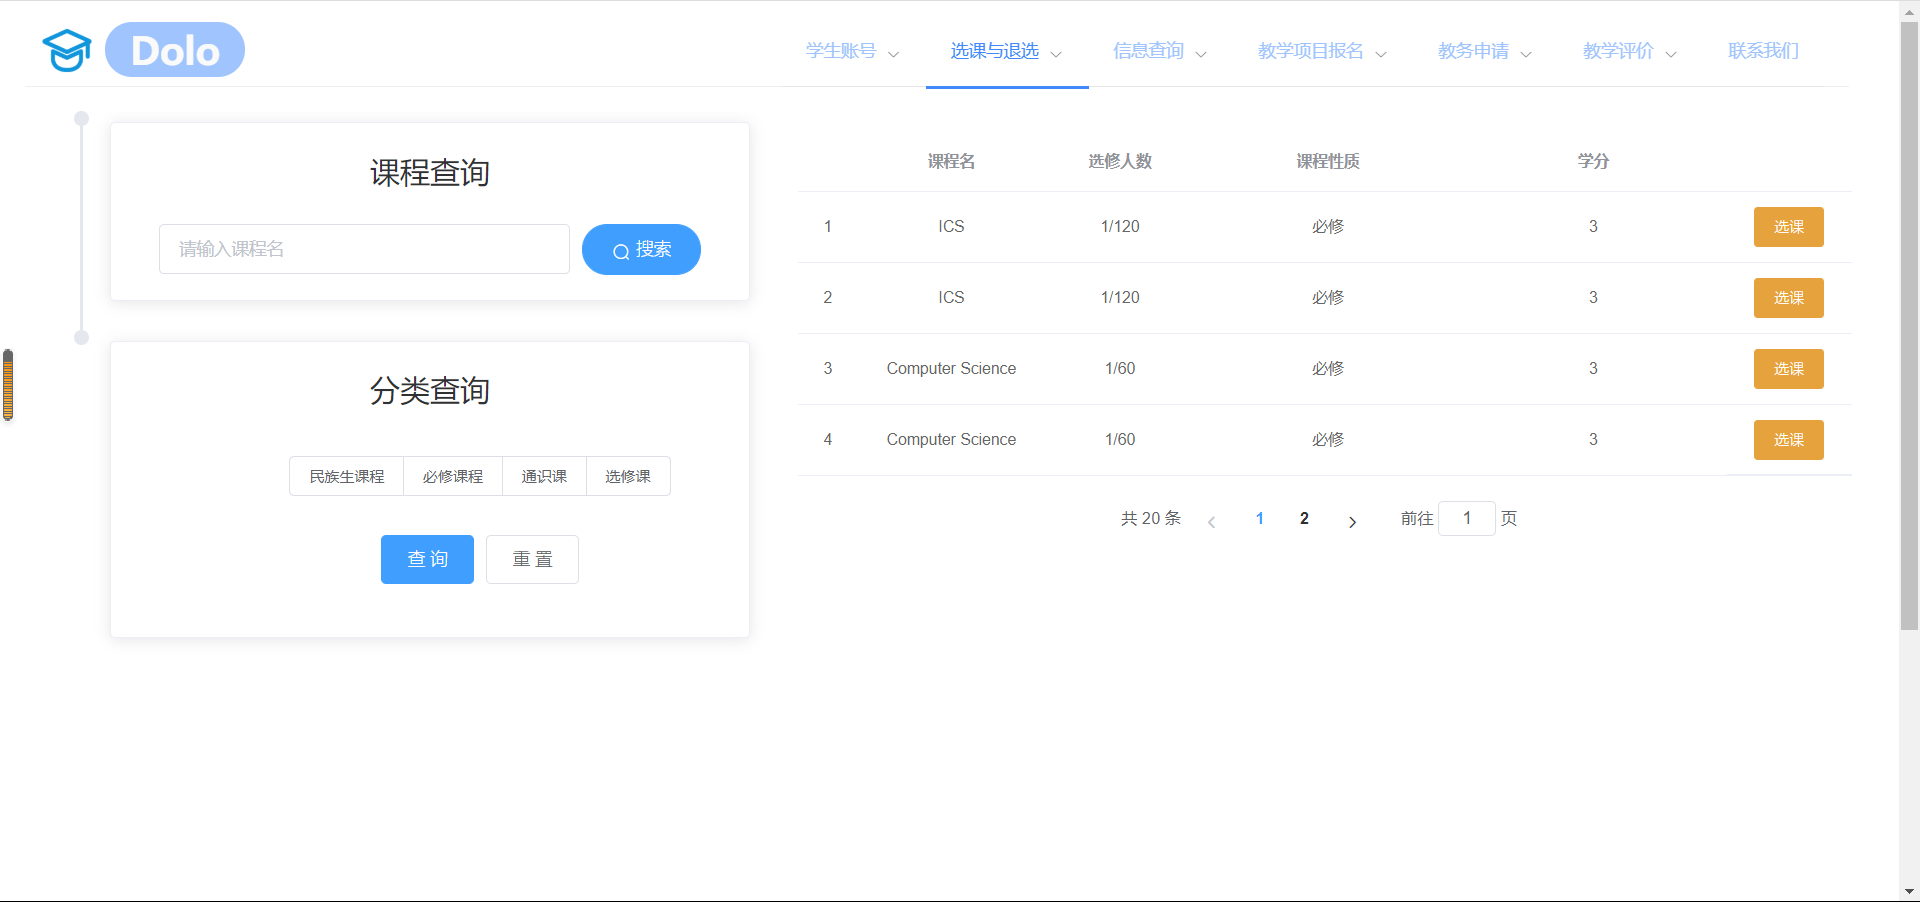 Dolo
学生账号 选课与退选 信息查询 教学项目报名 教务申请 教学评价 联系我们
课程查询
请输入课程名 搜索
分类查询
民族生课程 必修课程 通识课 选修课
查 询 重 置
课程名 选修人数 课程性质 学分
1 ICS 1/120 必修 3 选课
2 ICS 1/120 必修 3 选课
3 Computer Science 1/60 必修 3 选课
4 Computer Science 1/60 必修 3 选课
共 20 条 1 2 前往 1 页